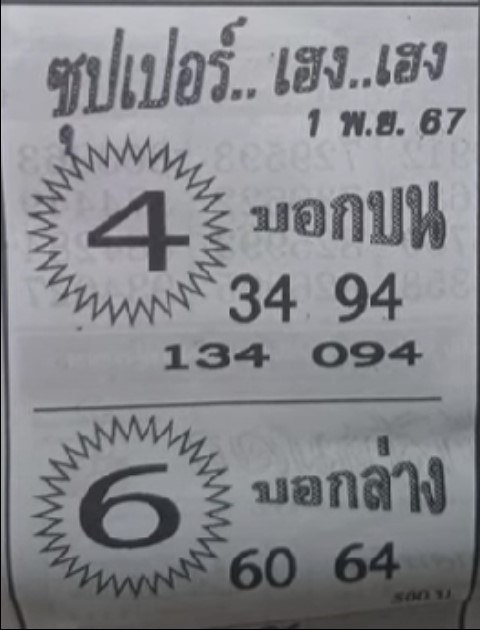 ซุปเปอร์.. เฮง..เฮง
1 พ.ย. 67
4 บอกบน
34 94
134 094
6 บอกล่าง
60 64